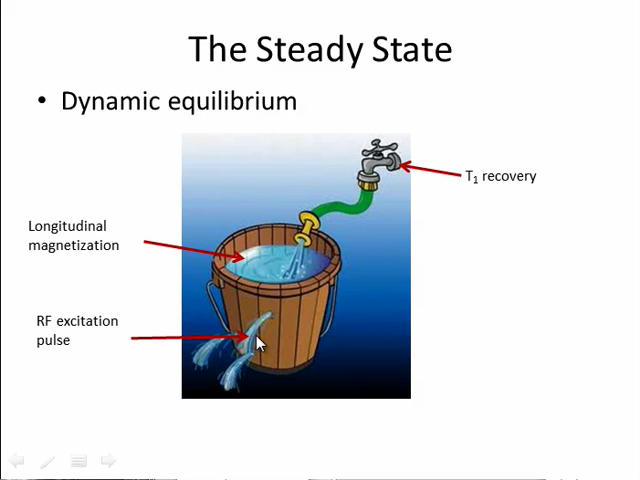 The Steady State
• Dynamic equilibrium
T₁ recovery
Longitudinal
magnetization
RF excitation
pulse